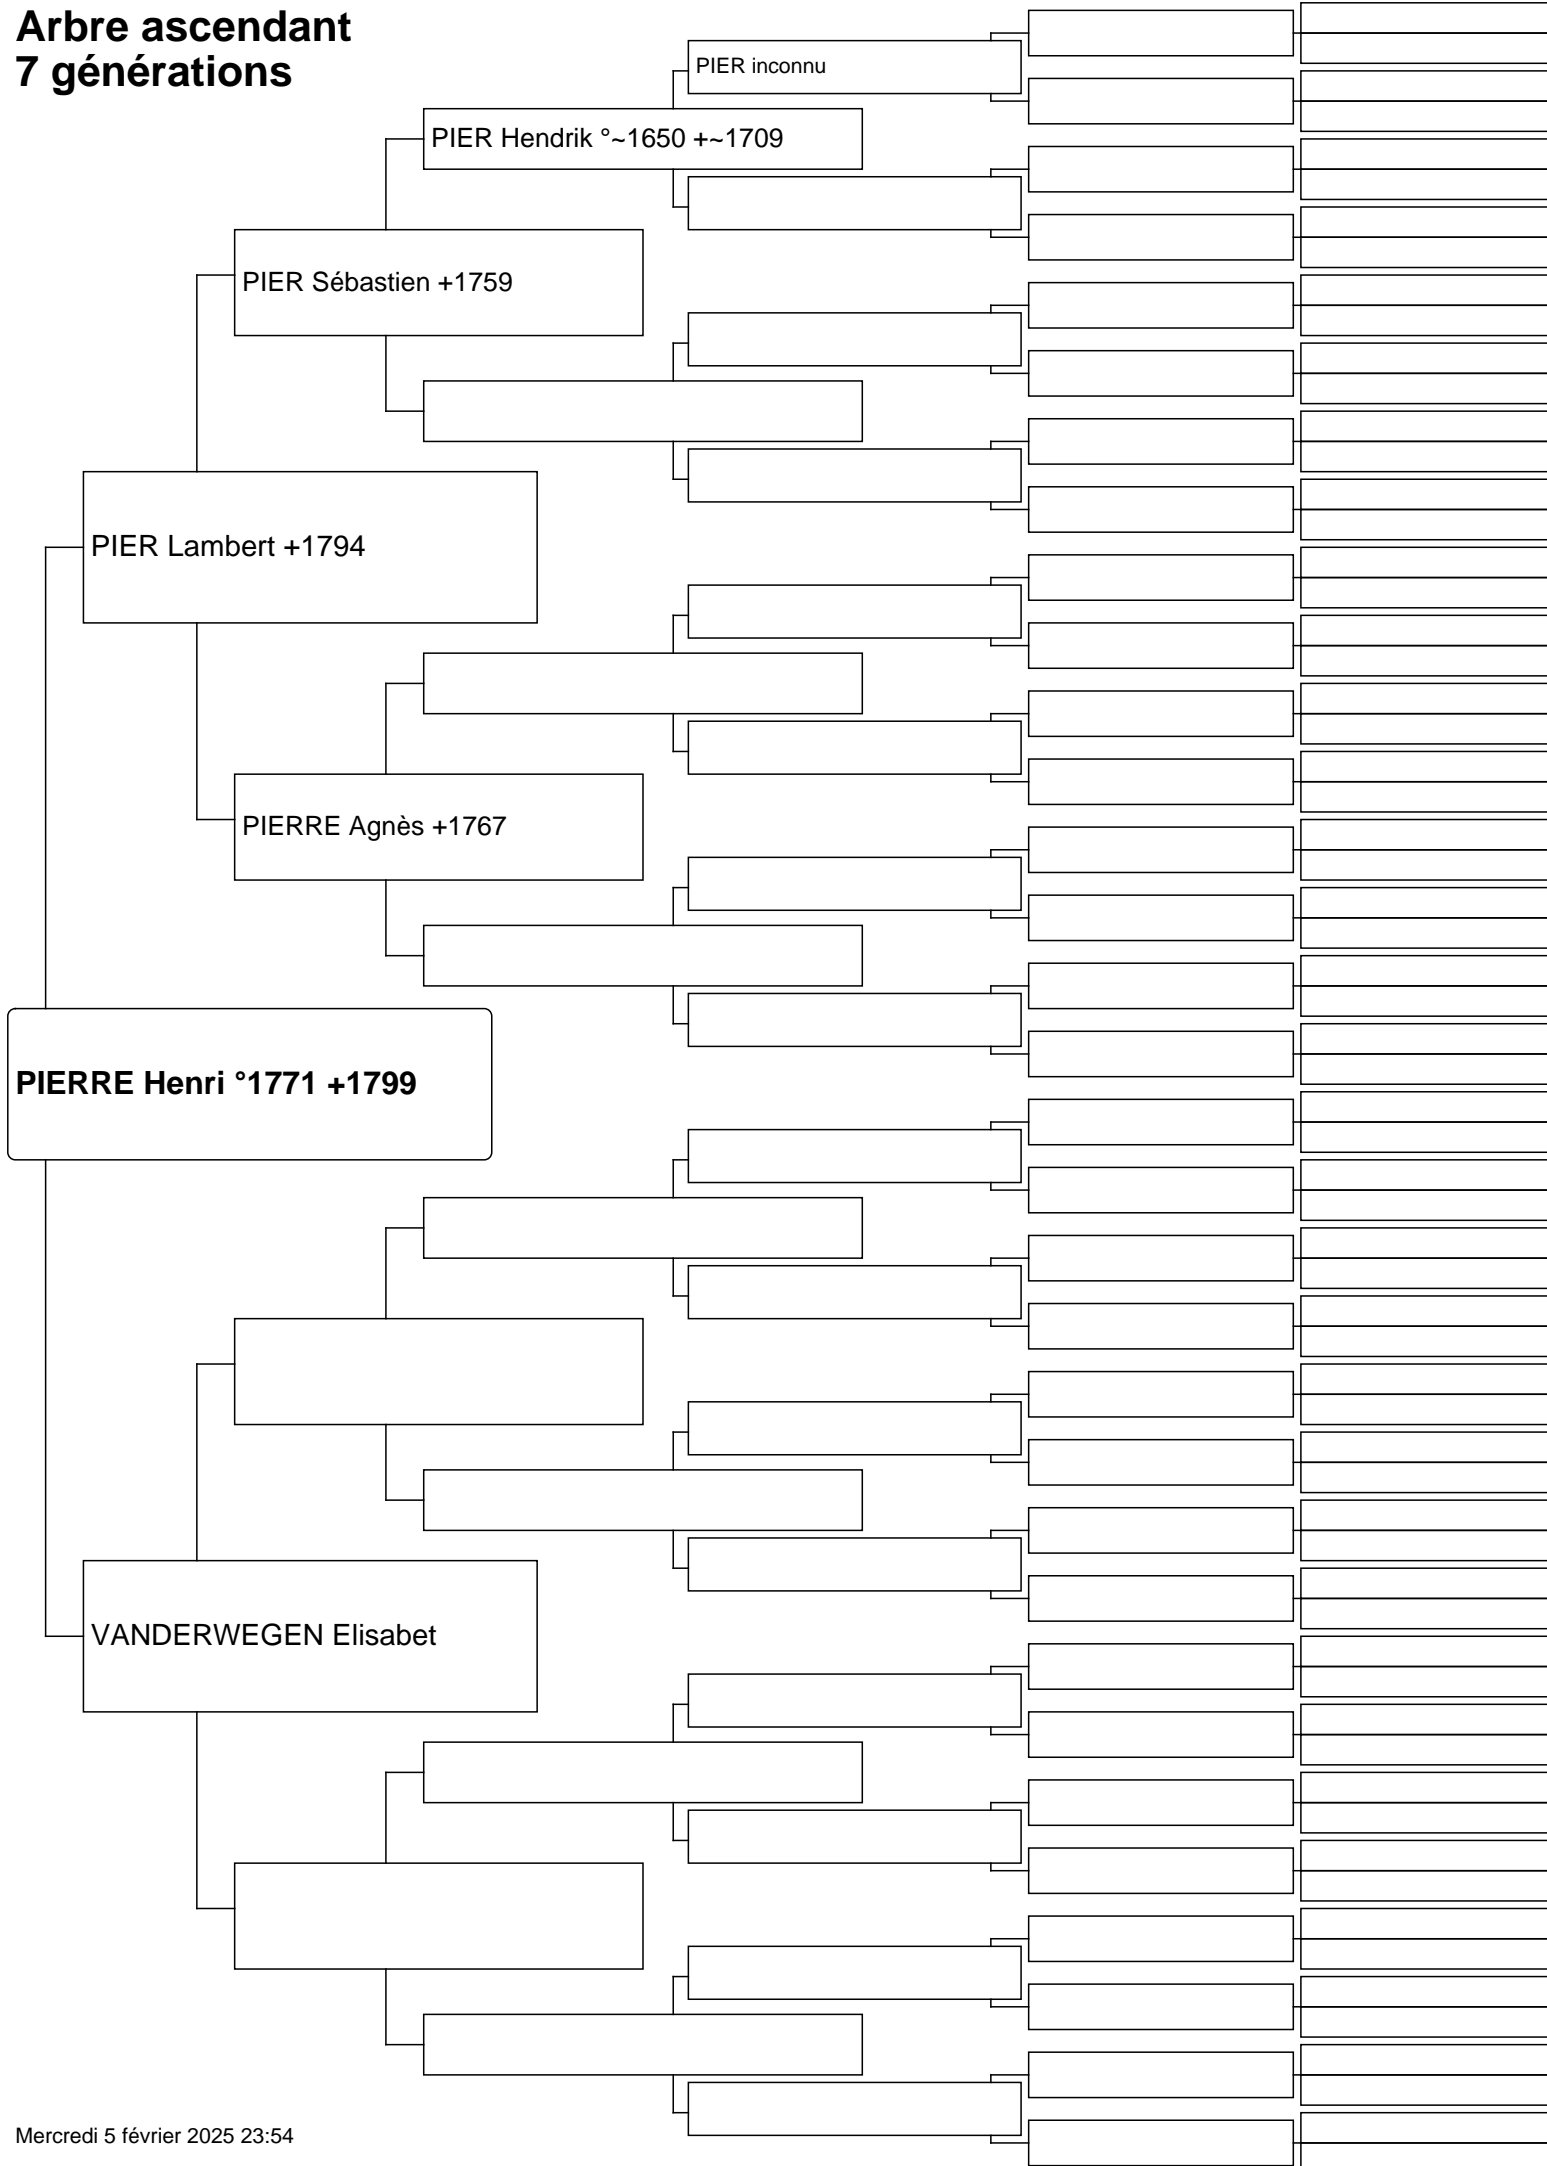 Arbre ascendant
7 générations
PIER inconnu
PIER Hendrik °~1650 +~1709
PIER Sébastien +1759
PIER Lambert +1794
PIERRE Agnès +1767
PIERRE Henri °1771 +1799
VANDERWEGEN Elisabet
Mercredi 5 février 2025 23:54